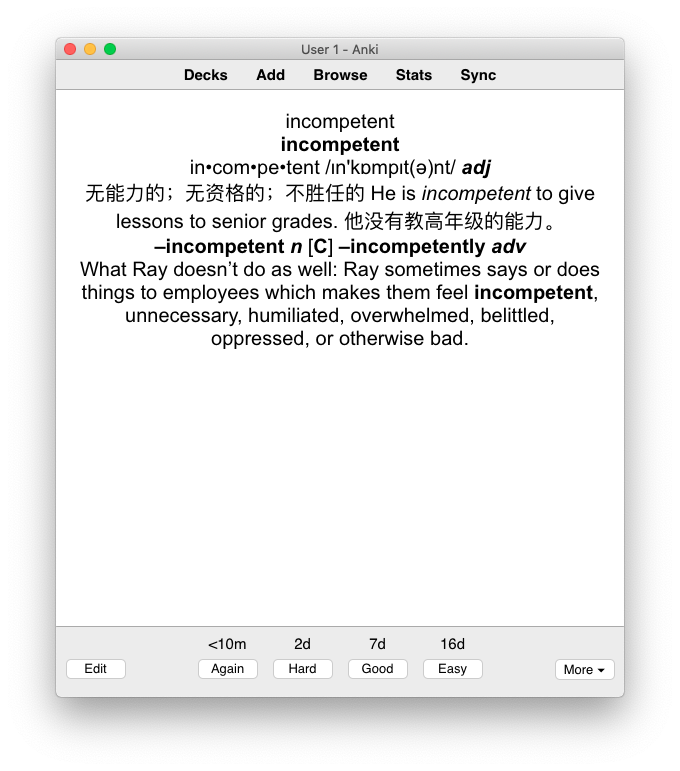 User 1 - Anki
Decks Add Browse Stats Sync
incompetent
incompetent
in•com•pe•tent /ɪn'kɒmpɪt(ə)nt/ adj
无能力的；无资格的；不胜任的 He is incompetent to give
lessons to senior grades. 他没有教高年级的能力。
–incompetent n [C] –incompetently adv
What Ray doesn’t do as well: Ray sometimes says or does
things to employees which makes them feel incompetent,
unnecessary, humiliated, overwhelmed, belittled,
oppressed, or otherwise bad.
<10m 2d 7d 16d
Edit Again Hard Good Easy More